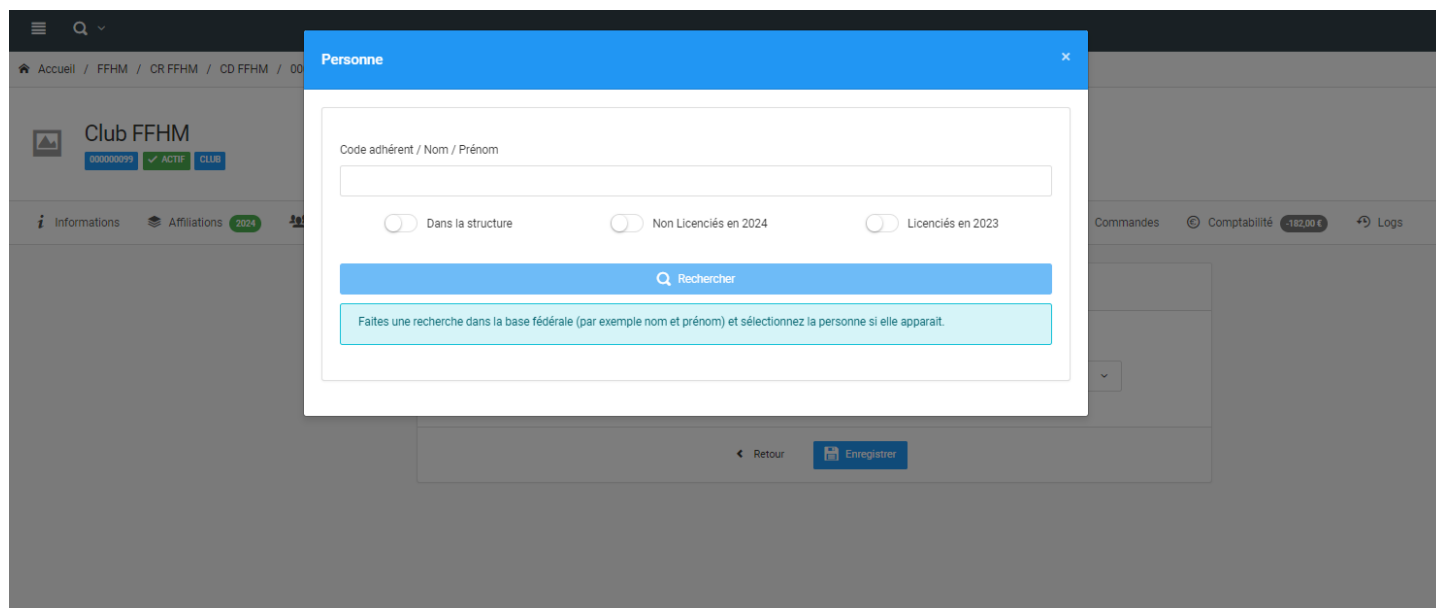 Personne
×
Accueil / FFHM / CR FFHM / CD FFHM / 00
Club FFHM
000000099 ACTIF CLUB
Code adhérent / Nom / Prénom
Informations Affiliations 2024
Dans la structure Non Licenciés en 2024 Licenciés en 2023
Commandes Comptabilité -182,00 € Logs
Rechercher
Faites une recherche dans la base fédérale (par exemple nom et prénom) et sélectionnez la personne si elle apparait.
Retour Enregistrer